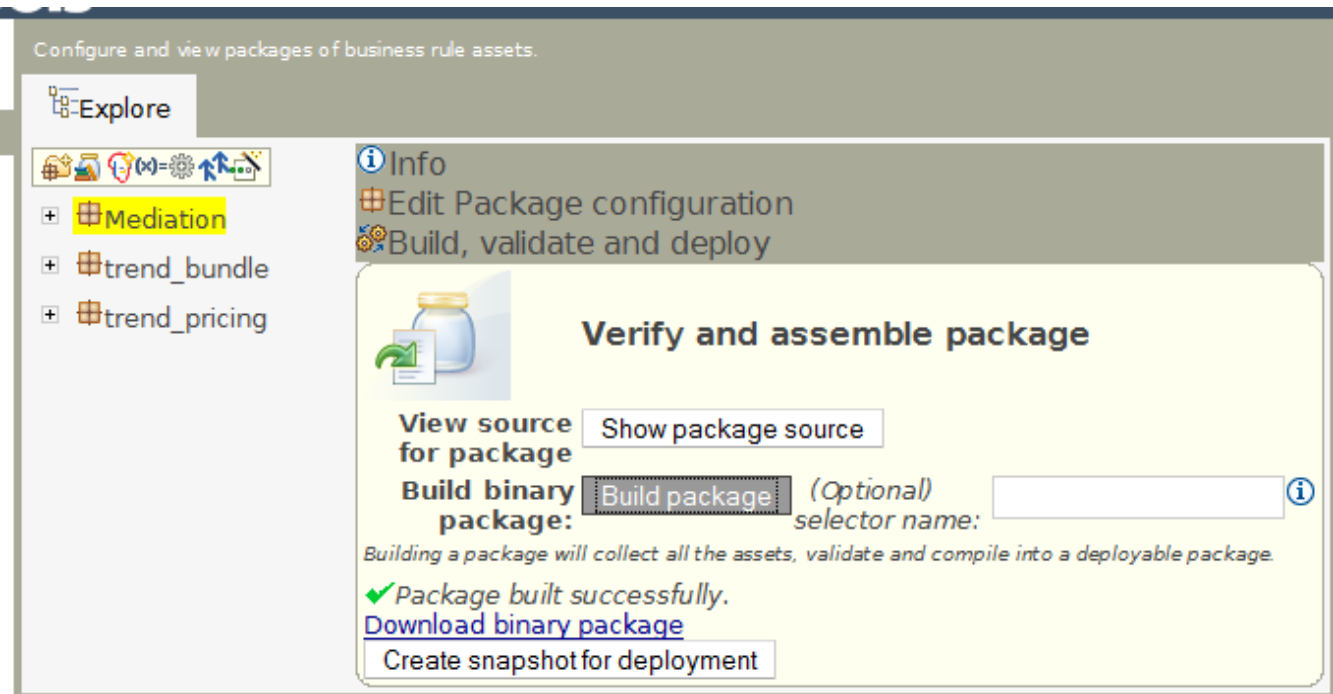 Configure and view packages of business rule assets.
Explore
(x)=
Mediation
trend_bundle
trend_pricing
Info
Edit Package configuration
Build, validate and deploy
Verify and assemble package
View source
for package
Show package source
Build binary
package:
Build package
(Optional)
selector name:
Building a package will collect all the assets, validate and compile into a deployable package.
Package built successfully.
Download binary package
Create snapshot for deployment